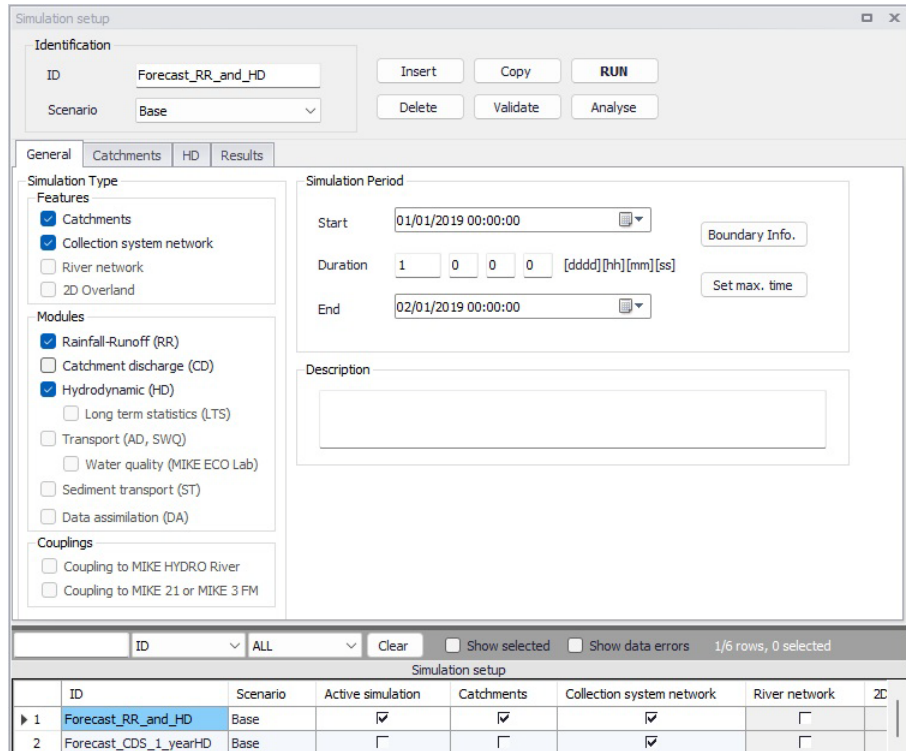 Simulation setup
Identification
ID Forecast_RR_and_HD Insert Copy RUN
Scenario Base Delete Validate Analyse
General Catchments HD Results
Simulation Type
Features
Catchments
Collection system network
River network
2D Overland
Modules
Rainfall-Runoff (RR)
Catchment discharge (CD)
Hydrodynamic (HD)
Long term statistics (LTS)
Transport (AD, SWQ)
Water quality (MIKE ECO Lab)
Sediment transport (ST)
Data assimilation (DA)
Couplings
Coupling to MIKE HYDRO River
Coupling to MIKE 21 or MIKE 3 FM
Simulation Period
Start 01/01/2019 00:00:00
Duration 1 0 0 0 [dddd][hh][mm][ss]
End 02/01/2019 00:00:00
Boundary Info.
Set max. time
Description
ID ALL Clear Show selected Show data errors 1/6 rows, 0 selected
Simulation setup
ID Scenario Active simulation Catchments Collection system network River network 2D
1 Forecast_RR_and_HD Base
2 Forecast_CDS_1_yearHD Base